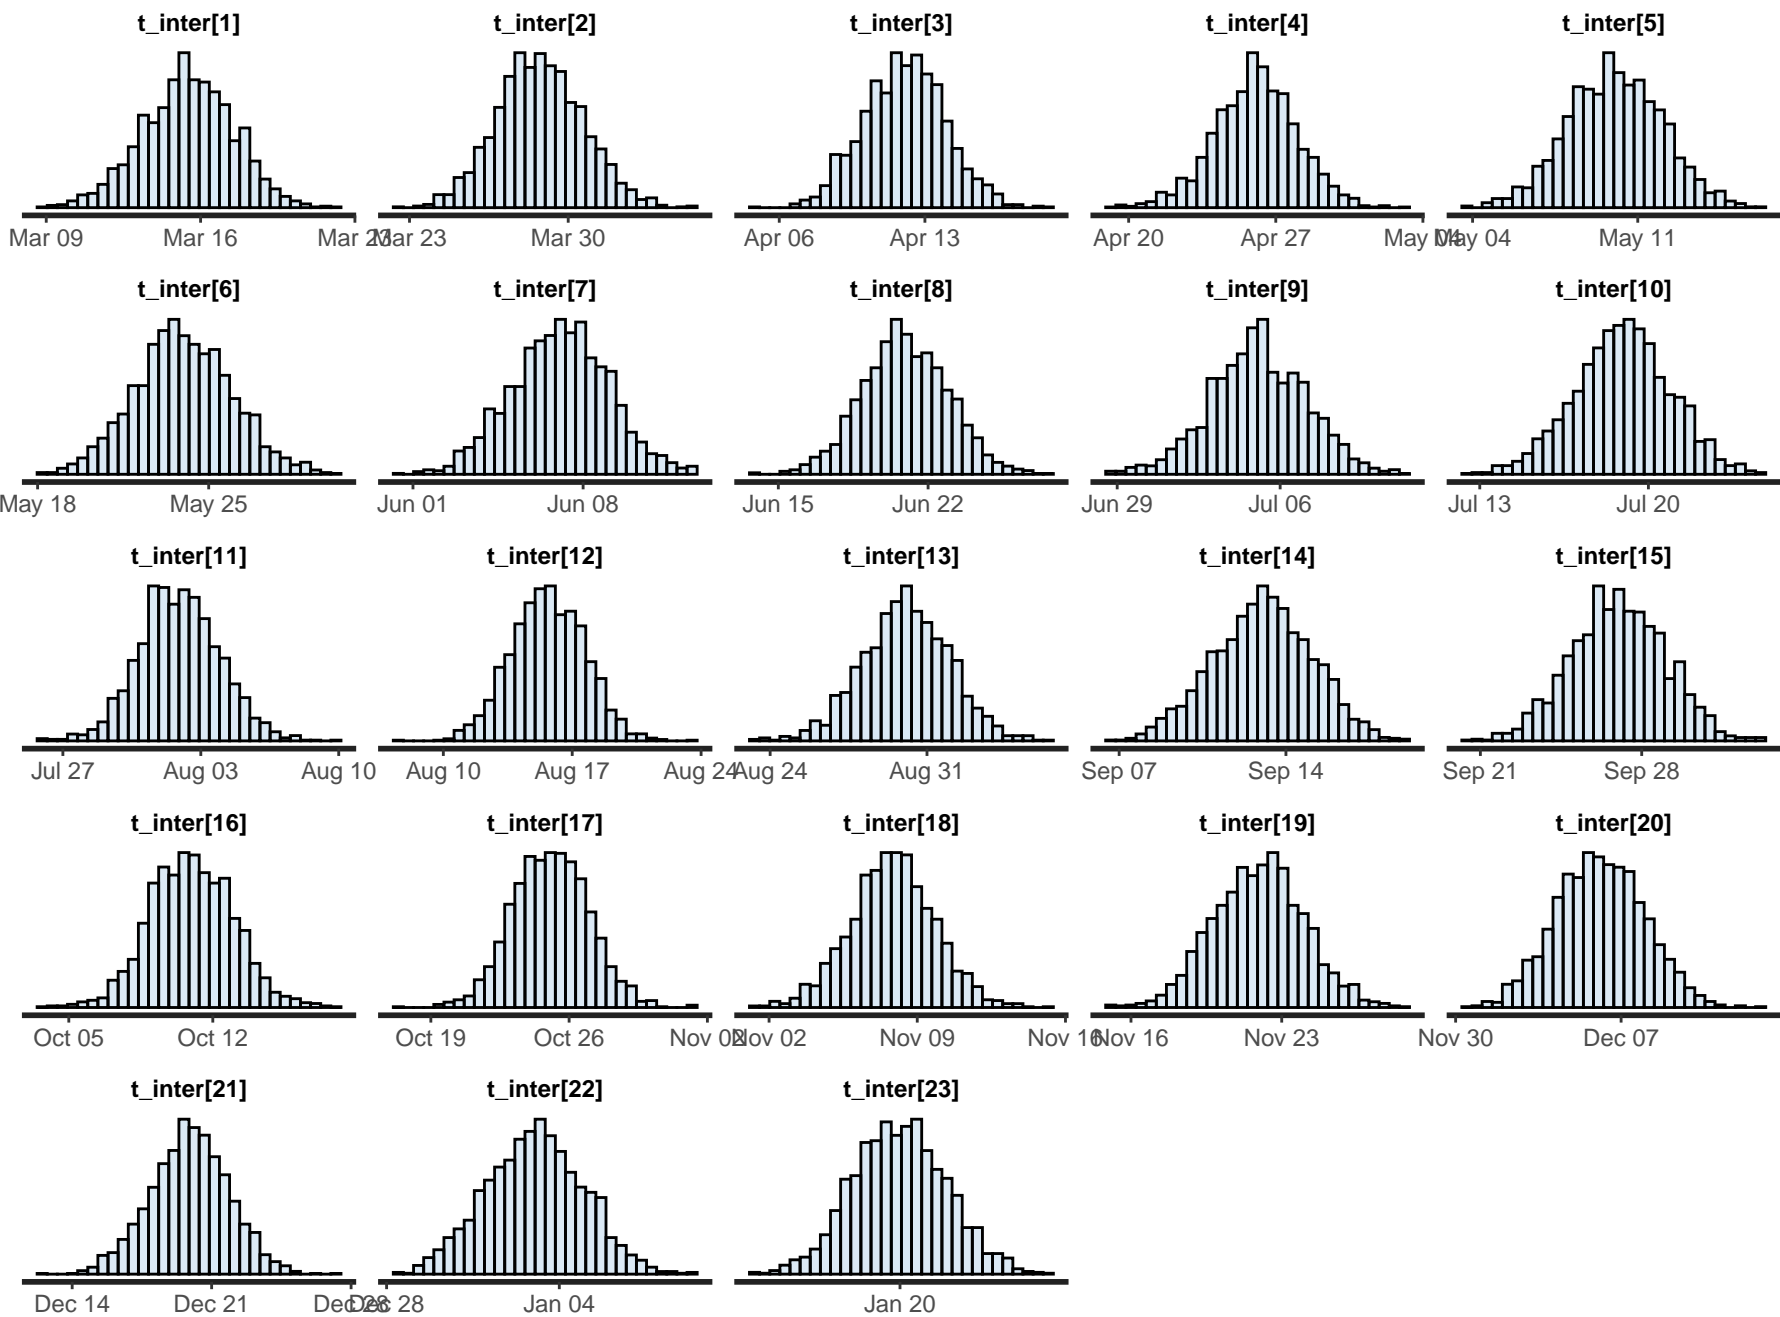 t_inter[1] t_inter[2] t_inter[3] t_inter[4] t_inter[5]
Mar 09 Mar 16 Mar 23 Mar 23 Mar 30 Apr 06 Apr 13 Apr 20 Apr 27 May 04 May 04 May 11
t_inter[6] t_inter[7] t_inter[8] t_inter[9] t_inter[10]
May 18 May 25 Jun 01 Jun 08 Jun 15 Jun 22 Jun 29 Jul 06 Jul 13 Jul 20
t_inter[11] t_inter[12] t_inter[13] t_inter[14] t_inter[15]
Jul 27 Aug 03 Aug 10 Aug 10 Aug 17 Aug 24 Aug 24 Aug 31 Sep 07 Sep 14 Sep 21 Sep 28
t_inter[16] t_inter[17] t_inter[18] t_inter[19] t_inter[20]
Oct 05 Oct 12 Oct 19 Oct 26 Nov 02 Nov 02 Nov 09 Nov 16 Nov 16 Nov 23 Nov 30 Dec 07
t_inter[21] t_inter[22] t_inter[23]
Dec 14 Dec 21 Dec 28 Dec 28 Jan 04 Jan 20